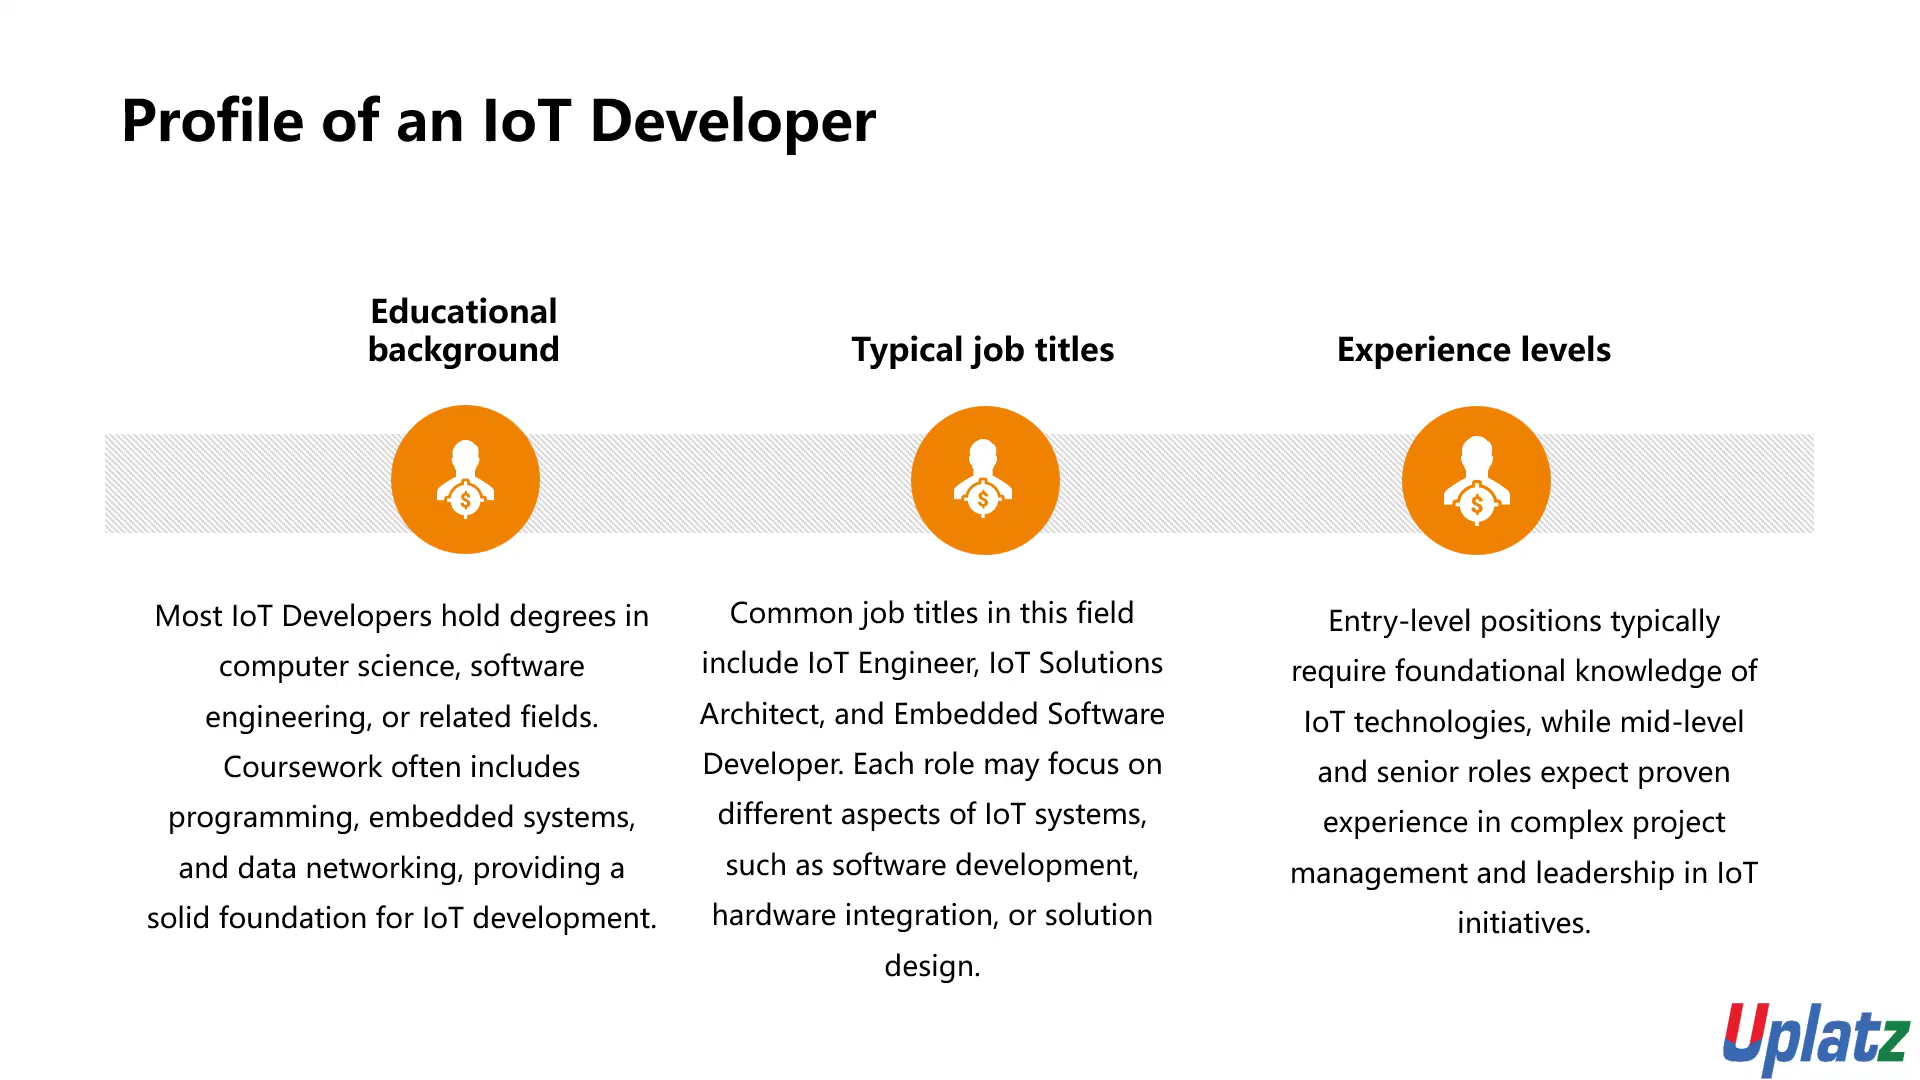 Profile of an IoT Developer
Educational
background
Most IoT Developers hold degrees in
computer science, software
engineering, or related fields.
Coursework often includes
programming, embedded systems,
and data networking, providing a
solid foundation for IoT development.
Typical job titles
Common job titles in this field
include IoT Engineer, IoT Solutions
Architect, and Embedded Software
Developer. Each role may focus on
different aspects of IoT systems,
such as software development,
hardware integration, or solution
design.
Experience levels
Entry-level positions typically
require foundational knowledge of
IoT technologies, while mid-level
and senior roles expect proven
experience in complex project
management and leadership in IoT
initiatives.
$
$
$
Uplatz